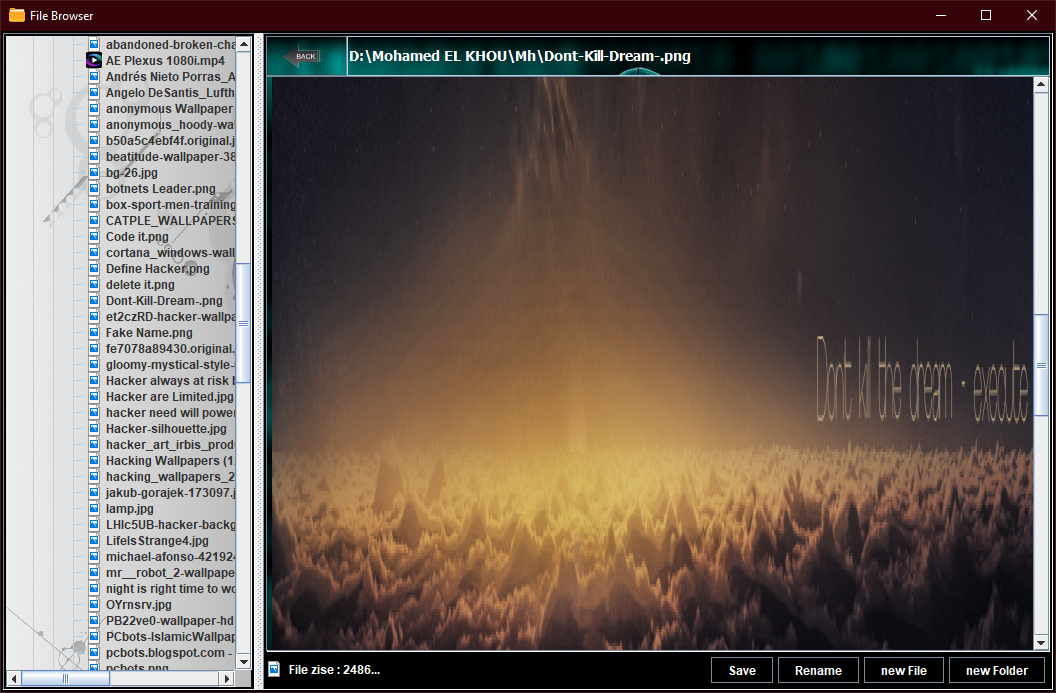 File Browser
abandoned-broken-cha
AE Plexus 1080i.mp4
Andrés Nieto Porras_A
Angelo DeSantis_Lufth
anonymous Wallpaper
anonymous_hoody-wal
b50a5c4ebf4f.original.j
beatitude-wallpaper-38
bg-26.jpg
botnets Leader.png
box-sport-men-training
CATPLE_WALLPAPERS
Code it.png
cortana_windows-wall
Define Hacker.png
delete it.png
Dont-Kill-Dream-.png
et2czRD-hacker-wallpa
Fake Name.png
fe7078a89430.original.
gloomy-mystical-style-
Hacker always at risk
Hacker are Limited.jpg
hacker need will power
Hacker-silhouette.jpg
hacker_art_irbis_prod
Hacking Wallpapers (1
hacking_wallpapers_2
jakub-gorajek-173097.j
lamp.jpg
LHlc5UB-hacker-backg
LifeIsStrange4.jpg
michael-afonso-42192
mr__robot_2-wallpape
night is right time to wo
OYrnsrv.jpg
PB22ve0-wallpaper-hd
PCbots-IslamicWallpap
pcbots.blogspot.com -
pcbots.png
BACK
D:\Mohamed EL KHOU\Mh\Dont-Kill-Dream-.png
Dont kill the dream - execute
File zise : 2486...
Save
Rename
new File
new Folder